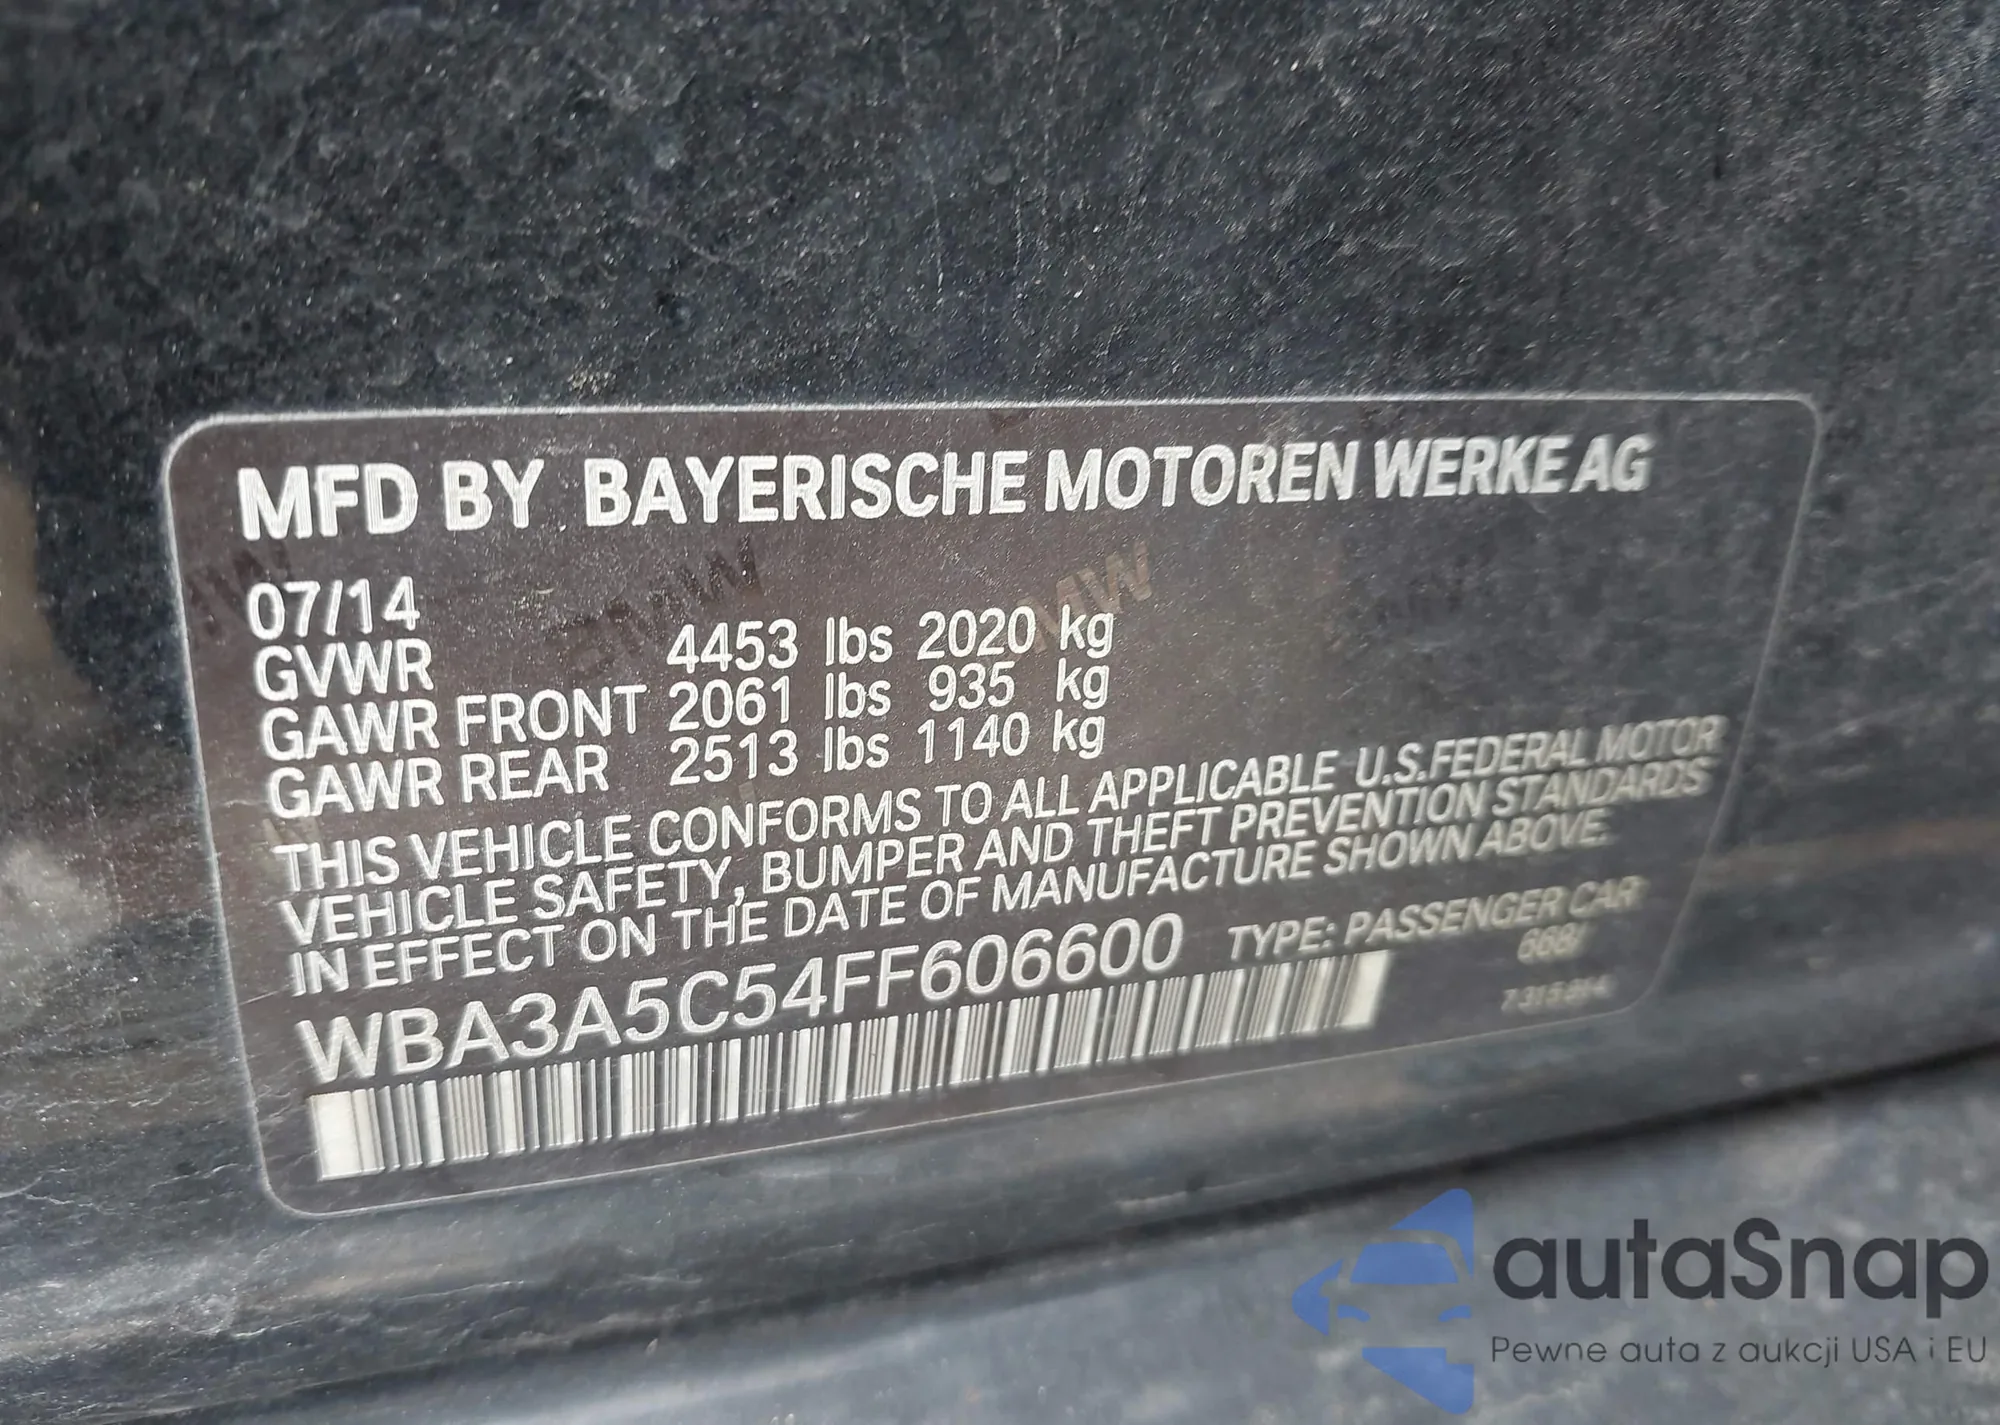 MFD BY BAYERISCHE MOTOREN WERKE AG
07/14
GVWR 4453 lbs 2020 kg
GAWR FRONT 2061 lbs 935 kg
GAWR REAR 2513 lbs 1140 kg
THIS VEHICLE CONFORMS TO ALL APPLICABLE U.S.FEDERAL MOTOR
VEHICLE SAFETY, BUMPER AND THEFT PREVENTION STANDARDS
IN EFFECT ON THE DATE OF MANUFACTURE SHOWN ABOVE.
WBA3A5C54FF606600 TYPE: PASSENGER CAR
668/
BMW
autaSnap
Pewne auta z aukcji USA i EU